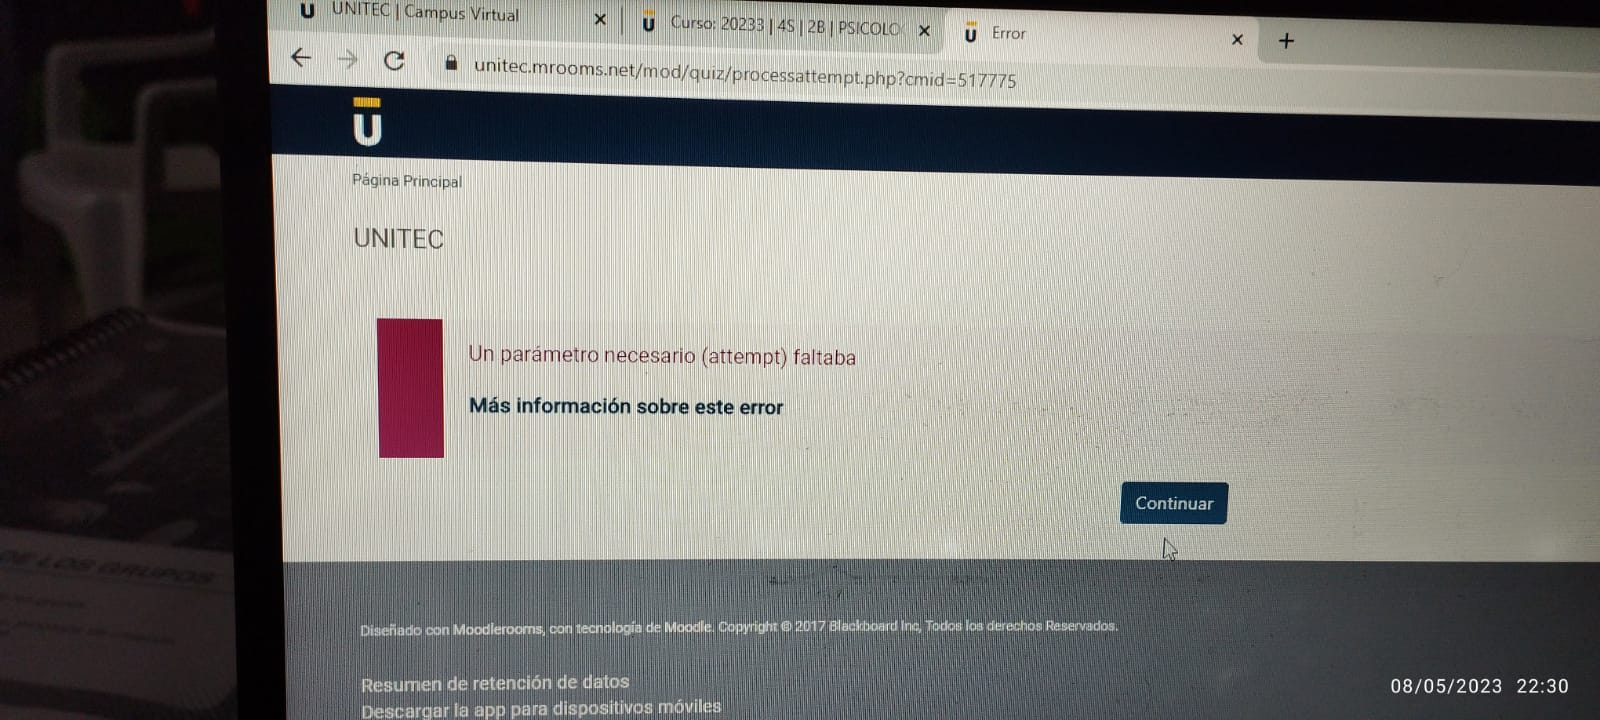 UNITEC | Campus Virtual
Curso: 20233 | 4S | 2B | PSICOLO
Error
unitec.mrooms.net/mod/quiz/processattempt.php?cmid=517775
U
Página Principal
UNITEC
Un parámetro necesario (attempt) faltaba
Más información sobre este error
Continuar
DE LOS GRUPOS
Diseñado con Moodlerooms, con tecnología de Moodle. Copyright © 2017 Blackboard Inc, Todos los derechos Reservados.
Resumen de retención de datos
Descargar la app para dispositivos móviles
08/05/2023 22:30